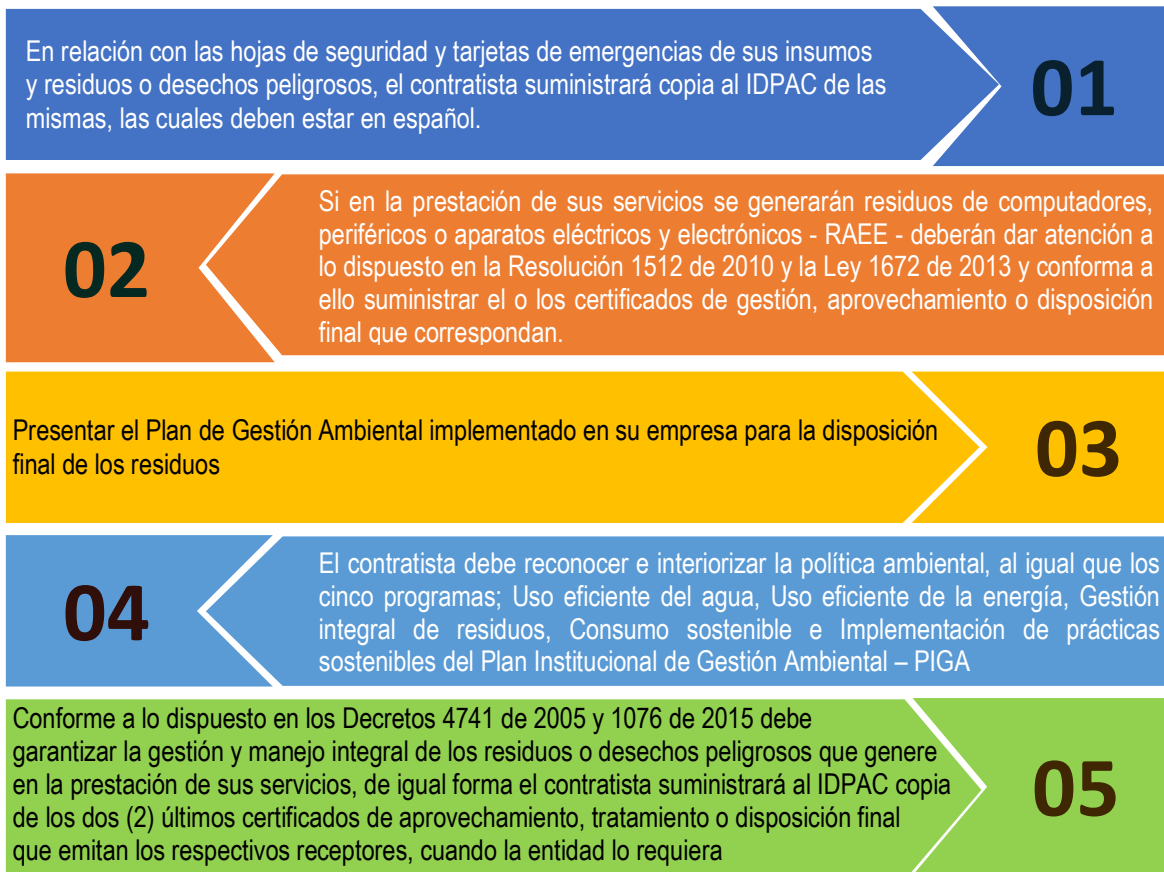 En relación con las hojas de seguridad y tarjetas de emergencias de sus insumos
y residuos o desechos peligrosos, el contratista suministrará copia al IDPAC de las
mismas, las cuales deben estar en español.
01
02
Si en la prestación de sus servicios se generarán residuos de computadores,
periféricos o aparatos eléctricos y electrónicos - RAEE - deberán dar atención a
lo dispuesto en la Resolución 1512 de 2010 y la Ley 1672 de 2013 y conforma a
ello suministrar el o los certificados de gestión, aprovechamiento o disposición
final que correspondan.
Presentar el Plan de Gestión Ambiental implementado en su empresa para la disposición
final de los residuos
03
04
El contratista debe reconocer e interiorizar la política ambiental, al igual que los
cinco programas; Uso eficiente del agua, Uso eficiente de la energía, Gestión
integral de residuos, Consumo sostenible e Implementación de prácticas
sostenibles del Plan Institucional de Gestión Ambiental – PIGA
Conforme a lo dispuesto en los Decretos 4741 de 2005 y 1076 de 2015 debe
garantizar la gestión y manejo integral de los residuos o desechos peligrosos que genere
en la prestación de sus servicios, de igual forma el contratista suministrará al IDPAC copia
de los dos (2) últimos certificados de aprovechamiento, tratamiento o disposición final
que emitan los respectivos receptores, cuando la entidad lo requiera
05